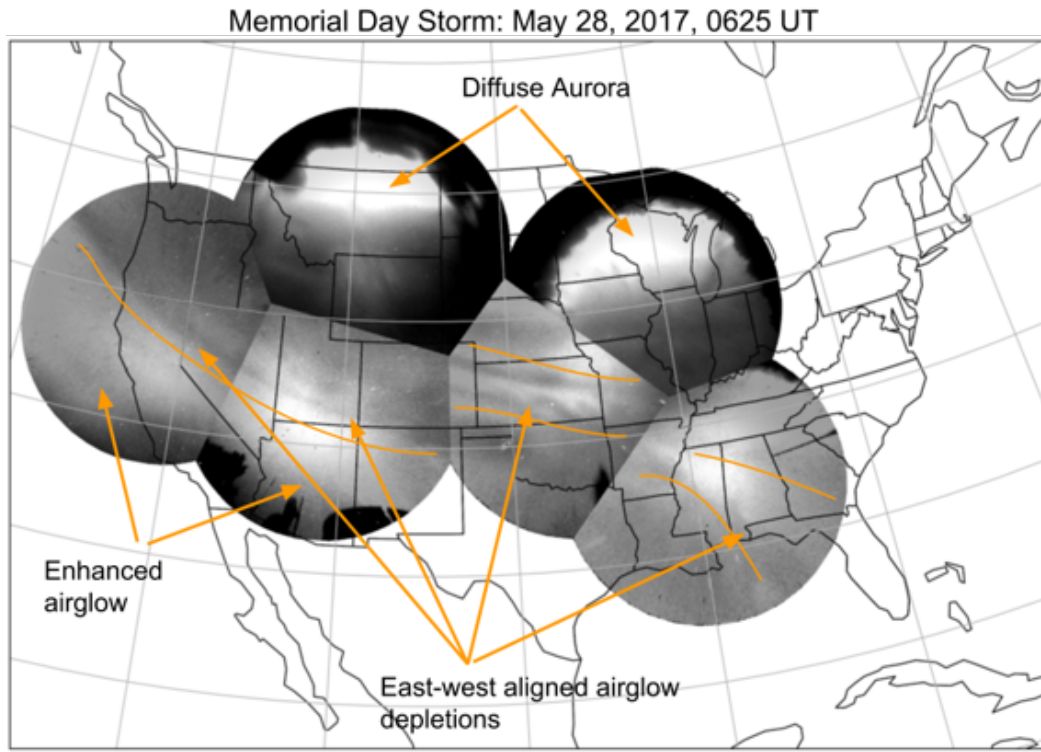 Memorial Day Storm: May 28, 2017, 0625 UT
Diffuse Aurora
Enhanced
airglow
East-west aligned airglow
depletions